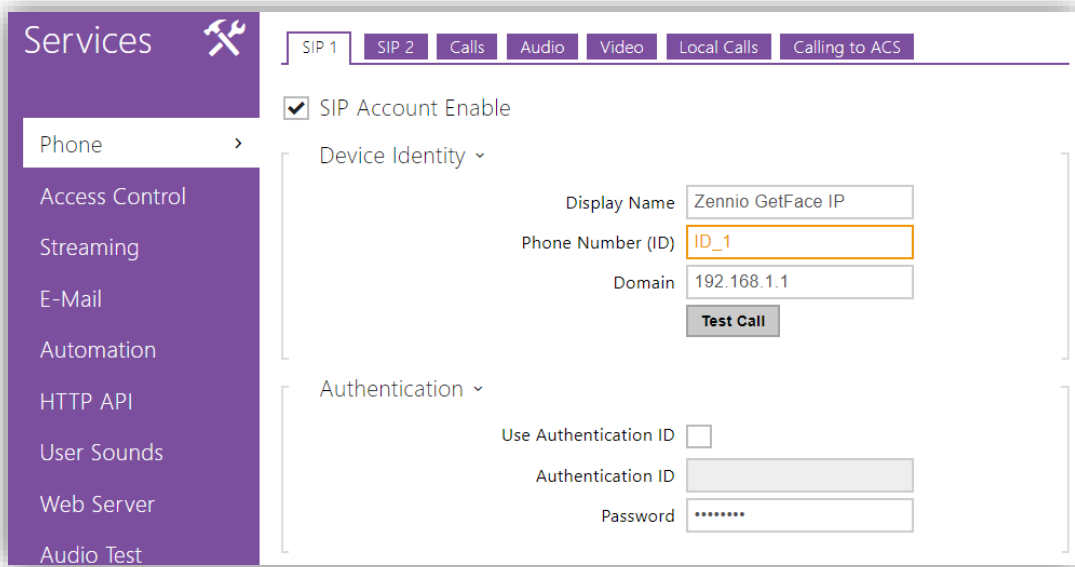 Services
Phone
Access Control
Streaming
E-Mail
Automation
HTTP API
User Sounds
Web Server
Audio Test
SIP 1 SIP 2 Calls Audio Video Local Calls Calling to ACS
SIP Account Enable
Device Identity
Display Name Zennio GetFace IP
Phone Number (ID) ID_1
Domain 192.168.1.1
Test Call
Authentication
Use Authentication ID
Authentication ID
Password ••••••••